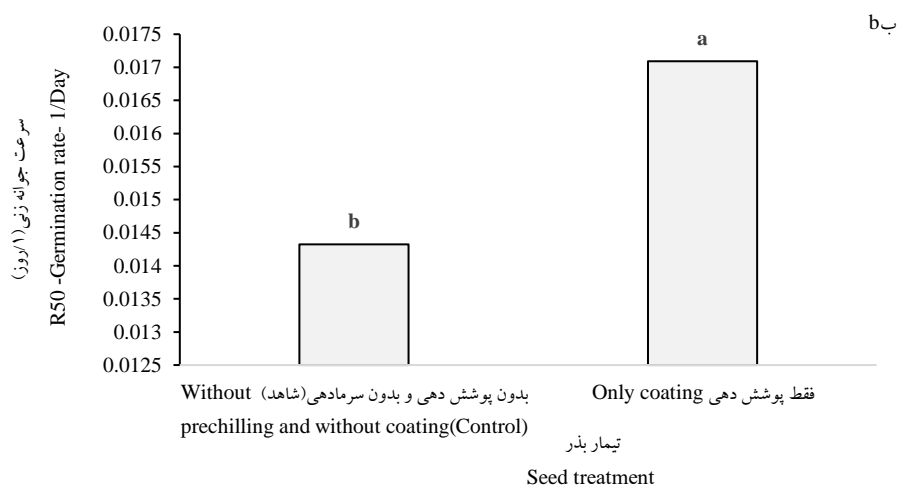 bب
0.0175
0.017
0.0165
0.016
0.0155
0.015
0.0145
0.014
0.0135
0.013
0.0125
سرعت جوانه زنی(۱/روز)
R50 -Germination rate- 1/Day
b
a
Without بدون پوشش دهی و بدون سرمادهی(شاهد)
prechilling and without coating(Control)
Only coating فقط پوشش دهی
تیمار بذر
Seed treatment